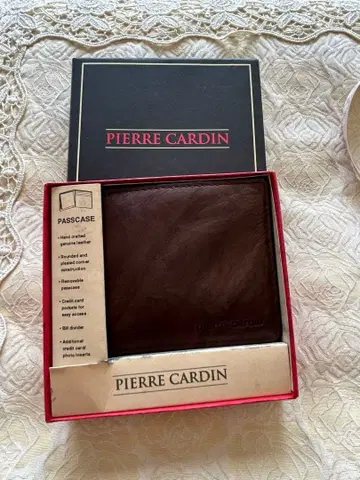 PIERRE CARDIN
PASSCASE
• Hand crafted
genuine leather
• Rounded and
pleated corner
construction
• Removable
passcase
• Credit card
pockets for
easy access
• Bill divider
• Additional
credit card/
photo inserts
PIERRE CARDIN